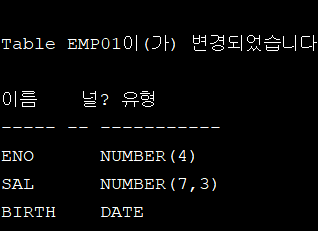 Table EMP01이(가) 변경되었습니다
이름 널? 유형
----- -- -----------
ENO NUMBER(4)
SAL NUMBER(7,3)
BIRTH DATE